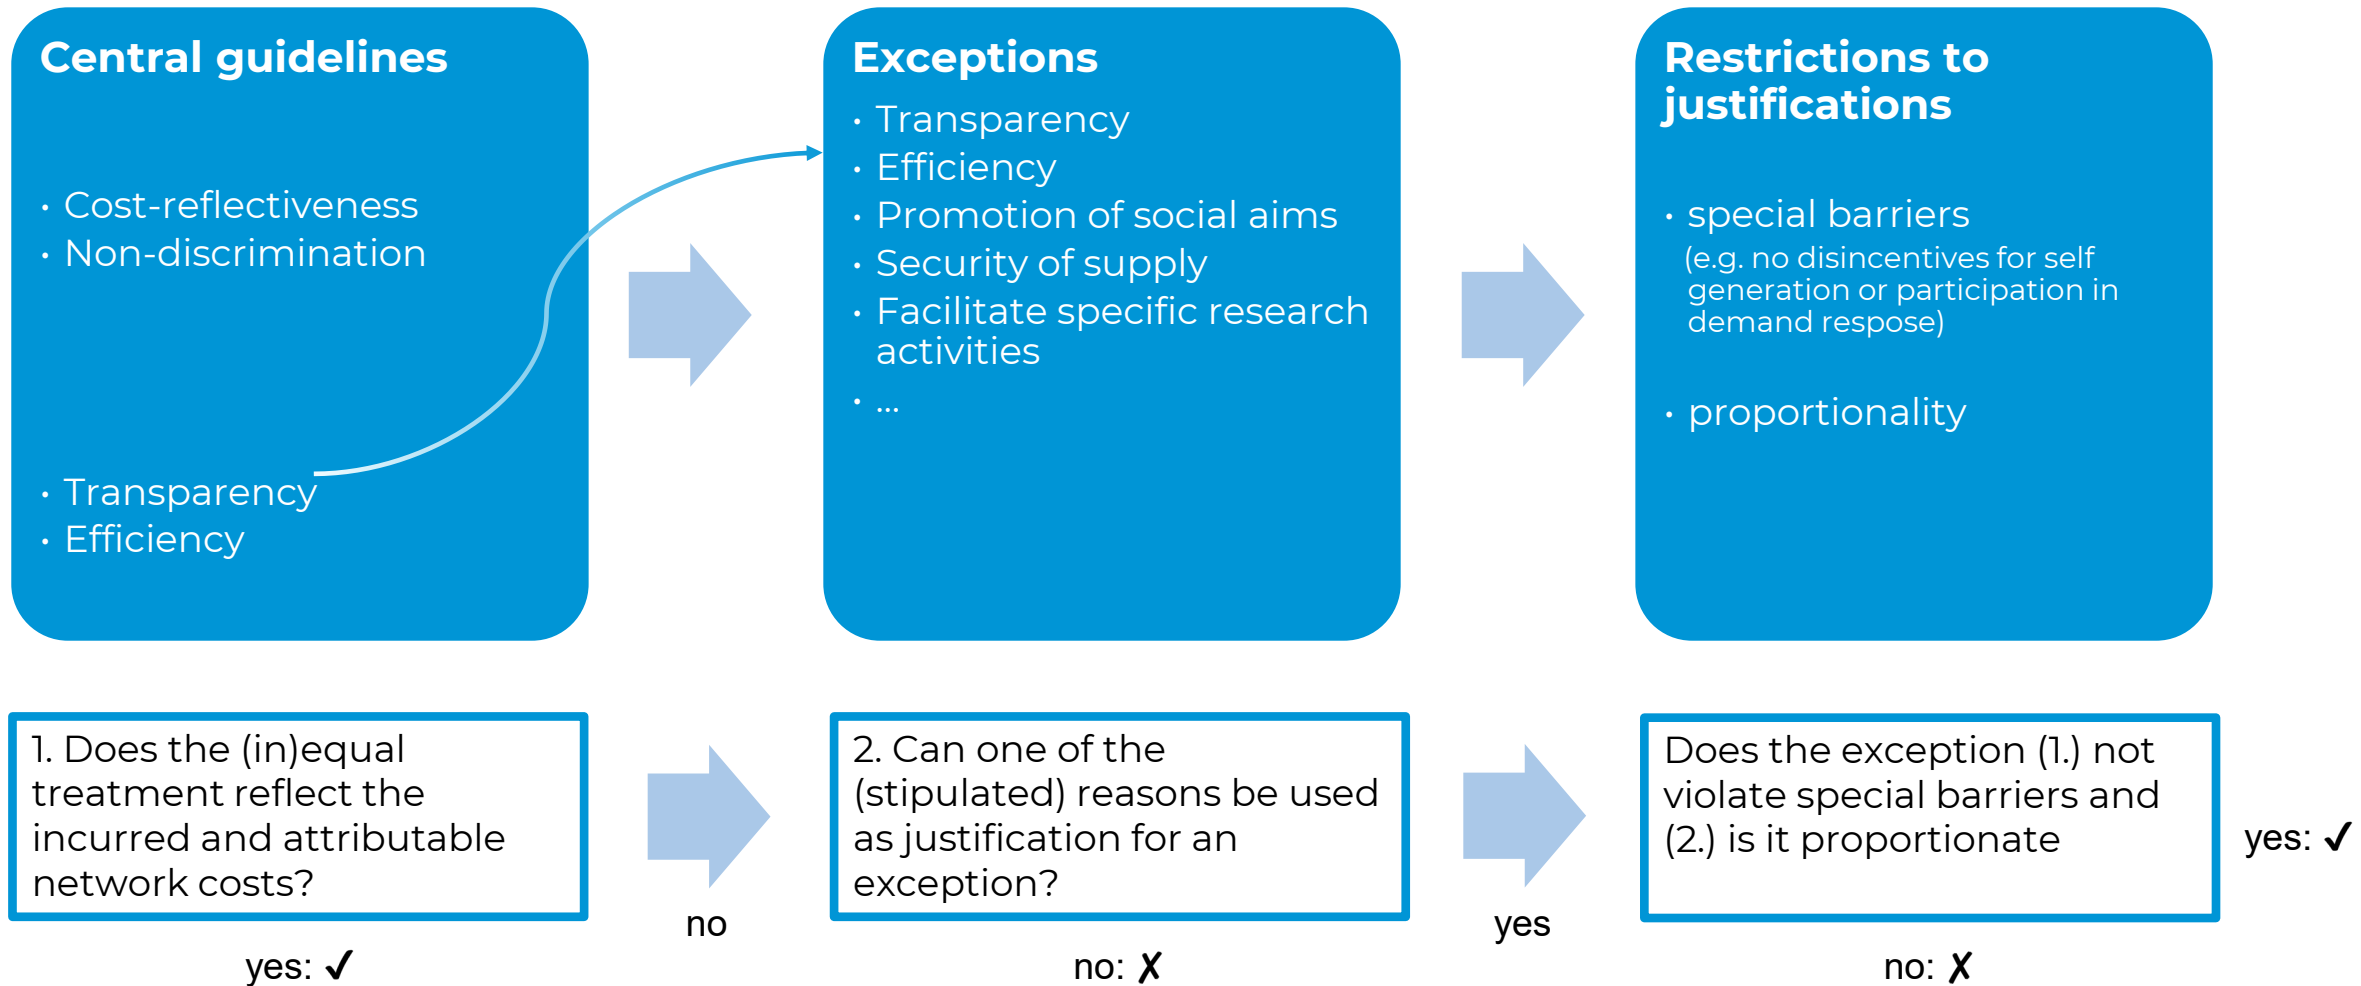 Central guidelines
· Cost-reflectiveness
· Non-discrimination
· Transparency
· Efficiency
Exceptions
· Transparency
· Efficiency
· Promotion of social aims
· Security of supply
· Facilitate specific research
activities
· ...
Restrictions to
justifications
· special barriers
(e.g. no disincentives for self
generation or participation in
demand respose)
· proportionality
1. Does the (in)equal
treatment reflect the
incurred and attributable
network costs?
yes: ✓
no
2. Can one of the
(stipulated) reasons be used
as justification for an
exception?
no: ✗
yes
Does the exception (1.) not
violate special barriers and
(2.) is it proportionate
yes: ✓
no: ✗